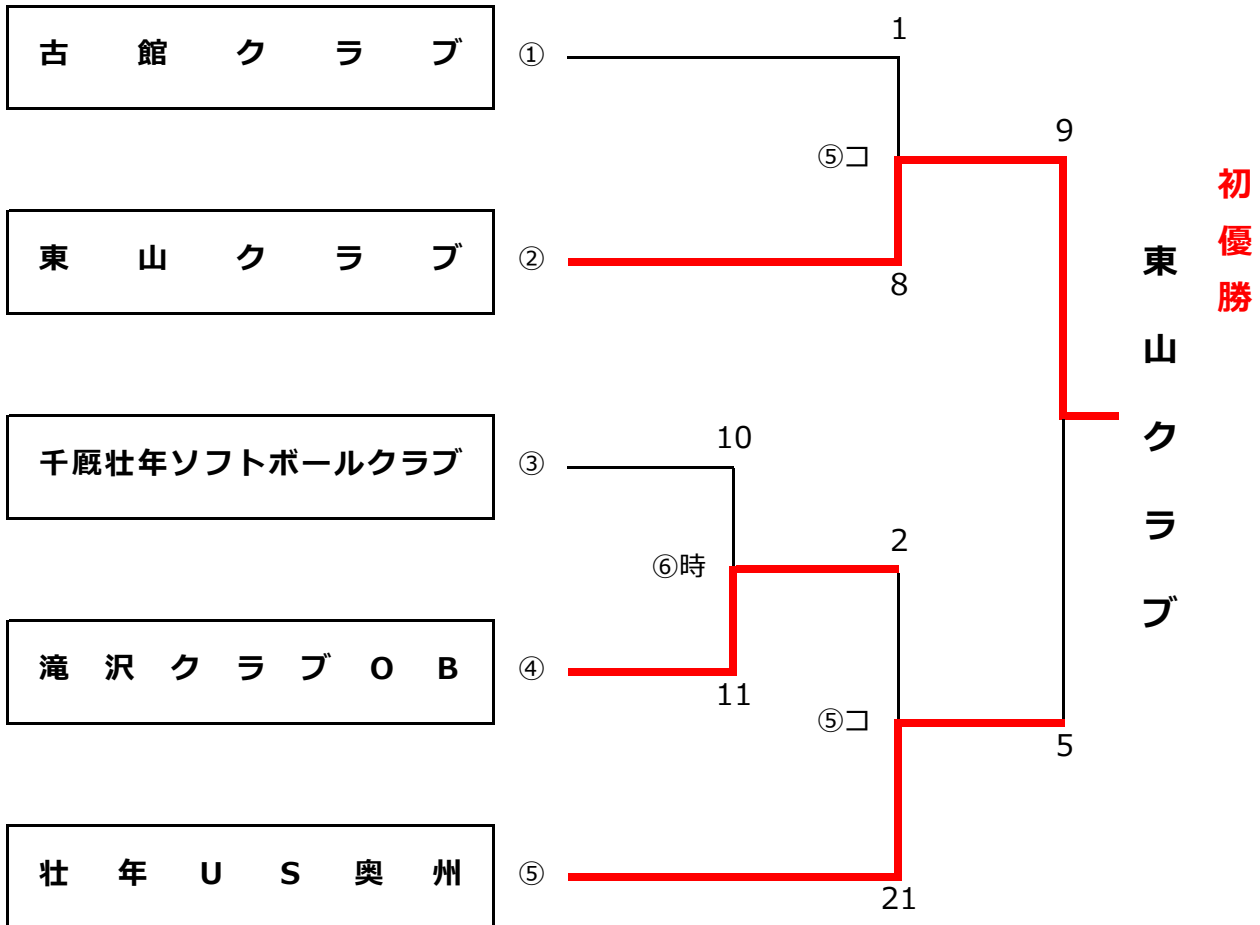 古館クラブ
①
1
⑤コ
9
東山クラブ
②
8
初優勝
東山クラブ
千厩壮年ソフトボールクラブ
③
10
⑥時
2
滝沢クラブOB
④
11
⑤コ
5
壮年US奥州
⑤
21